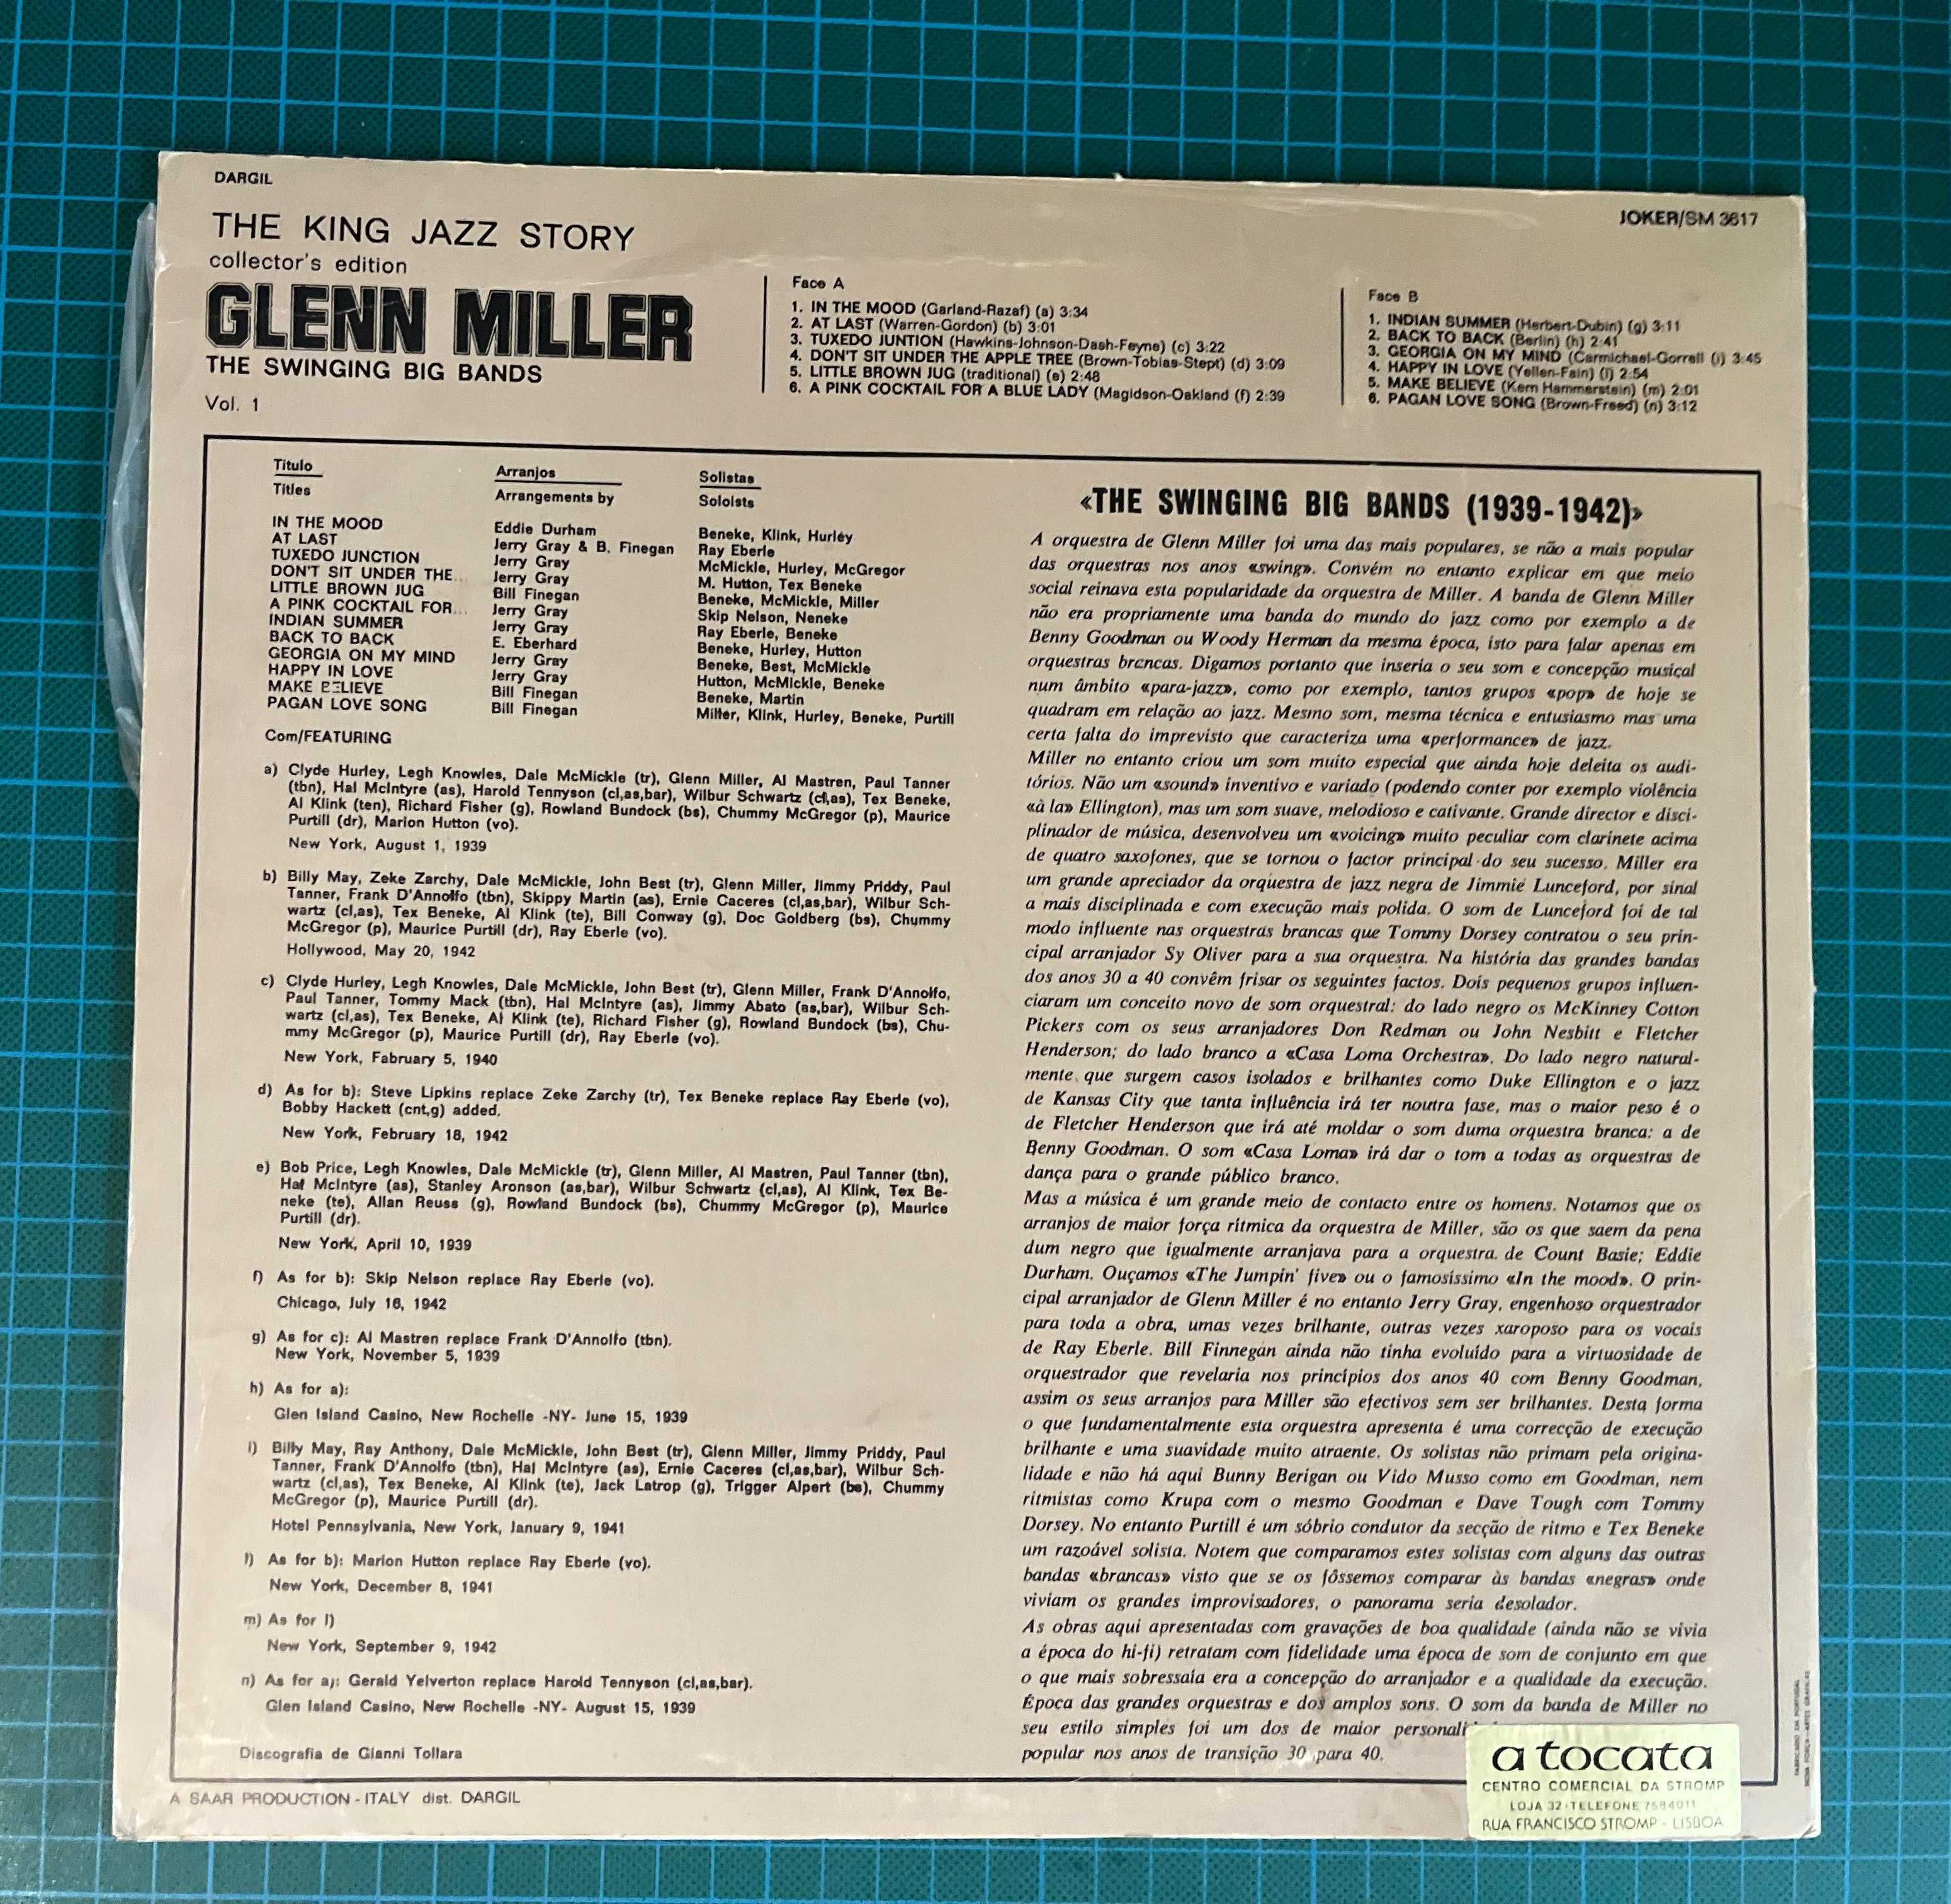 DARGIL
JOKER/SM 3617
THE KING JAZZ STORY
collector's edition
GLENN MILLER
THE SWINGING BIG BANDS
Vol. 1
Face A
1. IN THE MOOD (Garland-Razaf) (a) 3:34
2. AT LAST (Warren-Gordon) (b) 3:01
3. TUXEDO JUNTION (Hawkins-Johnson-Dash-Feyne) (c) 3:22
4. DON'T SIT UNDER THE APPLE TREE (Brown-Tobias-Stept) (d) 3:09
5. LITTLE BROWN JUG (traditional) (e) 2:48
6. A PINK COCKTAIL FOR A BLUE LADY (Magidson-Oakland (f) 2:39
Face B
1. INDIAN SUMMER (Herbert-Dubin) (g) 3:11
2. BACK TO BACK (Berlin) (h) 2:41
3. GEORGIA ON MY MIND (Carmichael-Gorrell (i) 3:45
4. HAPPY IN LOVE (Yellen-Fain) (l) 2:54
5. MAKE BELIEVE (Kern Hammerstein) (m) 2:01
6. PAGAN LOVE SONG (Brown-Freed) (n) 3:12
Titulo Arranjos Solistas
Titles Arrangements by Soloists
IN THE MOOD Eddie Durham Beneke, Klink, Hurley
AT LAST Jerry Gray & B. Finegan Ray Eberle
TUXEDO JUNCTION Jerry Gray McMickle, Hurley, McGregor
DON'T SIT UNDER THE... Jerry Gray M. Hutton, Tex Beneke
LITTLE BROWN JUG Bill Finegan Beneke, McMickle, Miller
A PINK COCKTAIL FOR... Jerry Gray Skip Nelson, Neneke
INDIAN SUMMER Jerry Gray Ray Eberle, Beneke
BACK TO BACK E. Eberhard Beneke, Hurley, Hutton
GEORGIA ON MY MIND Jerry Gray Beneke, Best, McMickle
HAPPY IN LOVE Jerry Gray Hutton, McMickle, Beneke
MAKE BELIEVE Bill Finegan Beneke, Martin
PAGAN LOVE SONG Bill Finegan Miller, Klink, Hurley, Beneke, Purtill
Com/FEATURING
a) Clyde Hurley, Legh Knowles, Dale McMickle (tr), Glenn Miller, Al Mastren, Paul Tanner
(tbn), Hal McIntyre (as), Harold Tennyson (cl,as,bar), Wilbur Schwartz (cl,as), Tex Beneke,
Al Klink (ten), Richard Fisher (g), Rowland Bundock (bs), Chummy McGregor (p), Maurice
Purtill (dr), Marion Hutton (vo).
New York, August 1, 1939
b) Billy May, Zeke Zarchy, Dale McMickle, John Best (tr), Glenn Miller, Jimmy Priddy, Paul
Tanner, Frank D'Annolfo (tbn), Skippy Martin (as), Ernie Caceres (cl,as,bar), Wilbur Sch-
wartz (cl,as), Tex Beneke, Al Klink (te), Bill Conway (g), Doc Goldberg (bs), Chummy
McGregor (p), Maurice Purtill (dr), Ray Eberle (vo).
Hollywood, May 20, 1942
c) Clyde Hurley, Legh Knowles, Dale McMickle, John Best (tr), Glenn Miller, Frank D'Annolfo,
Paul Tanner, Tommy Mack (tbn), Hal McIntyre (as), Jimmy Abato (as,bar), Wilbur Sch-
wartz (cl,as), Tex Beneke, Al Klink (te), Richard Fisher (g), Rowland Bundock (bs), Chu-
mmy McGregor (p), Maurice Purtill (dr), Ray Eberle (vo).
New York, Fabruary 5, 1940
d) As for b): Steve Lipkins replace Zeke Zarchy (tr), Tex Beneke replace Ray Eberle (vo),
Bobby Hackett (cnt,g) added.
New York, February 18, 1942
e) Bob Price, Legh Knowles, Dale McMickle (tr), Glenn Miller, Al Mastren, Paul Tanner (tbn),
Hal McIntyre (as), Stanley Aronson (as,bar), Wilbur Schwartz (cl,as), Al Klink, Tex Be-
neke (te), Allan Reuss (g), Rowland Bundock (bs), Chummy McGregor (p), Maurice
Purtill (dr).
New York, April 10, 1939
f) As for b): Skip Nelson replace Ray Eberle (vo).
Chicago, July 16, 1942
g) As for c): Al Mastren replace Frank D'Annolfo (tbn).
New York, November 5, 1939
h) As for a):
Glen Island Casino, New Rochelle -NY- June 15, 1939
i) Billy May, Ray Anthony, Dale McMickle, John Best (tr), Glenn Miller, Jimmy Priddy, Paul
Tanner, Frank D'Annolfo (tbn), Hal McIntyre (as), Ernie Caceres (cl,as,bar), Wilbur Sch-
wartz (cl,as), Tex Beneke, Al Klink (te), Jack Latrop (g), Trigger Alpert (bs), Chummy
McGregor (p), Maurice Purtill (dr).
Hotel Pennsylvania, New York, January 9, 1941
l) As for b): Marion Hutton replace Ray Eberle (vo).
New York, December 8, 1941
m) As for l)
New York, September 9, 1942
n) As for a): Gerald Yelverton replace Harold Tennyson (cl,as,bar).
Glen Island Casino, New Rochelle -NY- August 15, 1939
Discografia de Gianni Tollara
«THE SWINGING BIG BANDS (1939-1942)»
A orquestra de Glenn Miller foi uma das mais populares, se não a mais popular
das orquestras nos anos «swing». Convém no entanto explicar em que meio
social reinava esta popularidade da orquestra de Miller. A banda de Glenn Miller
não era propriamente uma banda do mundo do jazz como por exemplo a de
Benny Goodman ou Woody Herman da mesma época, isto para falar apenas em
orquestras brancas. Digamos portanto que inseria o seu som e concepção musical
num âmbito «para-jazz», como por exemplo, tantos grupos «pop» de hoje se
quadram em relação ao jazz. Mesmo som, mesma técnica e entusiasmo mas uma
certa falta do imprevisto que caracteriza uma «performance» de jazz.
Miller no entanto criou um som muito especial que ainda hoje deleita os audi-
tórios. Não um «sound» inventivo e variado (podendo conter por exemplo violência
«à la» Ellington), mas um som suave, melodioso e cativante. Grande director e disci-
plinador de música, desenvolveu um «voicing» muito peculiar com clarinete acima
de quatro saxofones, que se tornou o factor principal do seu sucesso. Miller era
um grande apreciador da orquestra de jazz negra de Jimmie Lunceford, por sinal
a mais disciplinada e com execução mais polida. O som de Lunceford foi de tal
modo influente nas orquestras brancas que Tommy Dorsey contratou o seu prin-
cipal arranjador Sy Oliver para a sua orquestra. Na história das grandes bandas
dos anos 30 a 40 convêm frisar os seguintes factos. Dois pequenos grupos influen-
ciaram um conceito novo de som orquestral: do lado negro os McKinney Cotton
Pickers com os seus arranjadores Don Redman ou John Nesbitt e Fletcher
Henderson; do lado branco a «Casa Loma Orchestra». Do lado negro natural-
mente que surgem casos isolados e brilhantes como Duke Ellington e o jazz
de Kansas City que tanta influência irá ter noutra fase, mas o maior peso é o
de Fletcher Henderson que irá até moldar o som duma orquestra branca: a de
Benny Goodman. O som «Casa Loma» irá dar o tom a todas as orquestras de
dança para o grande público branco.
Mas a música é um grande meio de contacto entre os homens. Notamos que os
arranjos de maior força rítmica da orquestra de Miller, são os que saem da pena
dum negro que igualmente arranjava para a orquestra de Count Basie; Eddie
Durham. Ouçamos «The Jumpin' five» ou o famosíssimo «In the mood». O prin-
cipal arranjador de Glenn Miller é no entanto Jerry Gray, engenhoso orquestrador
para toda a obra, umas vezes brilhante, outras vezes xaroposo para os vocais
de Ray Eberle. Bill Finnegan ainda não tinha evoluído para a virtuosidade de
orquestrador que revelaria nos princípios dos anos 40 com Benny Goodman,
assim os seus arranjos para Miller são efectivos sem ser brilhantes. Desta forma
o que fundamentalmente esta orquestra apresenta é uma correcção de execução
brilhante e uma suavidade muito atraente. Os solistas não primam pela origina-
lidade e não há aqui Bunny Berigan ou Vido Musso como em Goodman, nem
ritmistas como Krupa com o mesmo Goodman e Dave Tough com Tommy
Dorsey. No entanto Purtill é um sóbrio condutor da secção de ritmo e Tex Beneke
um razoável solista. Notem que comparamos estes solistas com alguns das outras
bandas «brancas» visto que se os fôssemos comparar às bandas «negras» onde
viviam os grandes improvisadores, o panorama seria desolador.
As obras aqui apresentadas com gravações de boa qualidade (ainda não se vivia
a época do hi-fi) retratam com fidelidade uma época de som de conjunto em que
o que mais sobressaía era a concepção do arranjador e a qualidade da execução.
Época das grandes orquestras e dos amplos sons. O som da banda de Miller no
seu estilo simples foi um dos de maior
popular nos anos de transição 30 para 40.
A SAAR PRODUCTION - ITALY dist. DARGIL
a tocata
CENTRO COMERCIAL DA STROMP
LOJA 32 · TELEFONE 7584011
RUA FRANCISCO STROMP - LISBOA
FABRICADO EM PORTUGAL